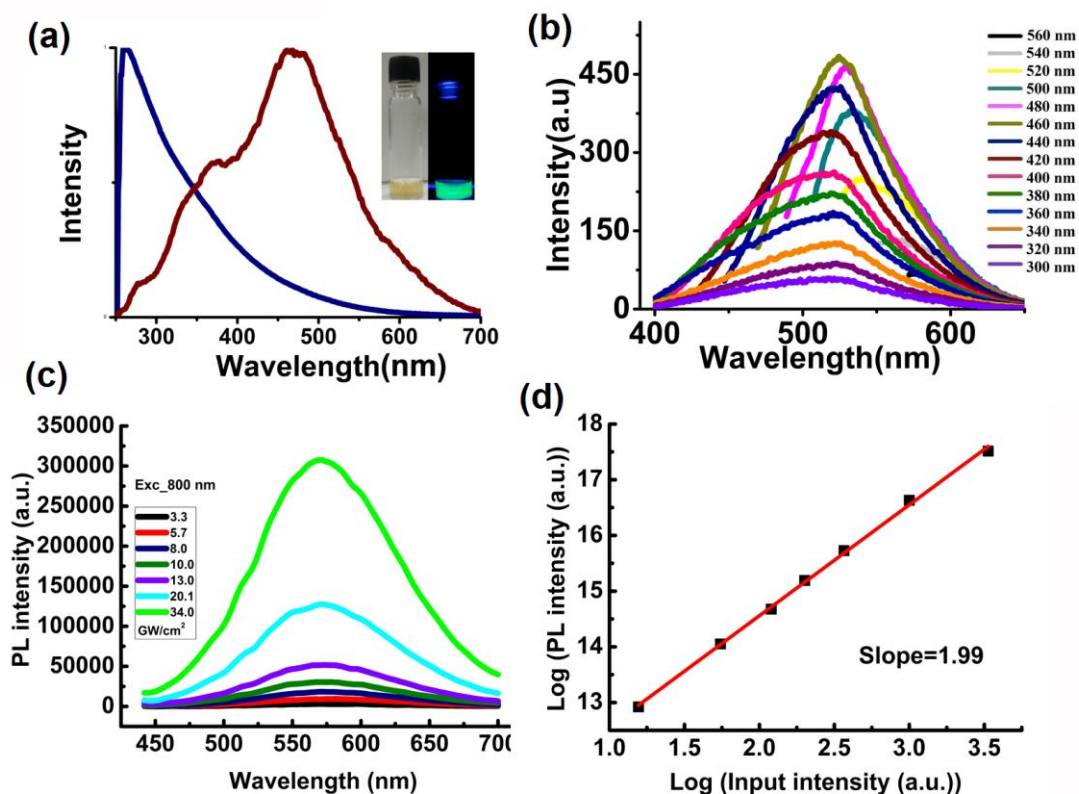 (a)
Intensity
300 400 500 600 700
Wavelength(nm)
(b)
Intensity(a.u)
450
300
150
0
400 500 600
Wavelength(nm)
560 nm
540 nm
520 nm
500 nm
480 nm
460 nm
440 nm
420 nm
400 nm
380 nm
360 nm
340 nm
320 nm
300 nm
(c)
PL intensity (a.u.)
350000
300000
250000
200000
150000
100000
50000
0
Exc_800 nm
3.3
5.7
8.0
10.0
13.0
20.1
34.0
GW/cm²
450 500 550 600 650 700
Wavelength (nm)
(d)
Log (PL intensity (a.u.))
18
17
16
15
14
13
Slope=1.99
1.0 1.5 2.0 2.5 3.0 3.5
Log (Input intensity (a.u.))